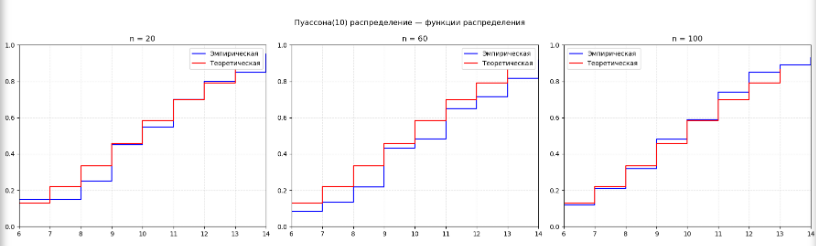 Пуассона(10) распределение — функции распределения
n = 20
1.0
0.8
0.6
0.4
0.2
0.0
6 7 8 9 10 11 12 13 14
Эмпирическая
Теоретическая
n = 60
1.0
0.8
0.6
0.4
0.2
0.0
6 7 8 9 10 11 12 13 14
Эмпирическая
Теоретическая
n = 100
1.0
0.8
0.6
0.4
0.2
0.0
6 7 8 9 10 11 12 13 14
Эмпирическая
Теоретическая